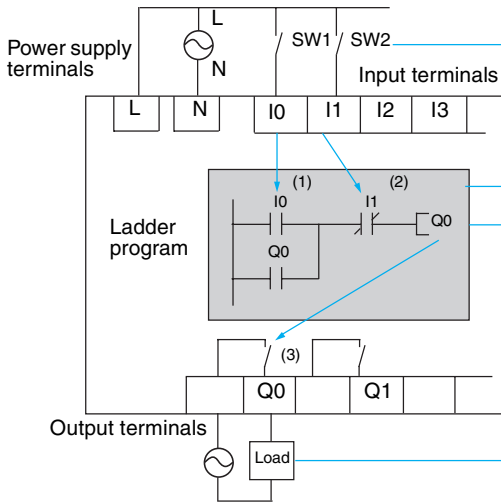 L
SW1 SW2
Power supply
terminals
N
Input terminals
L N I0 I1 I2 I3
(1) (2)
I0 I1
Ladder
program
Q0
Q0
(3)
Q0 Q1
Output terminals
Load